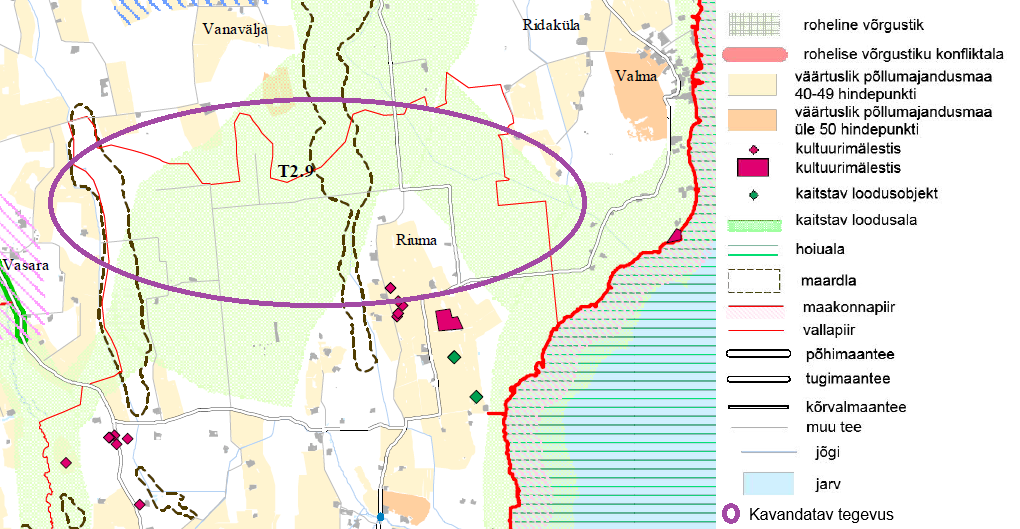 Vanavälja
Ridaküla
Valma
T2.9
Riuma
Vasara
roheline võrgustik
rohelise võrgustiku konfliktala
väärtuslik põllumajandusmaa
40-49 hindepunkti
väärtuslik põllumajandusmaa
üle 50 hindepunkti
kultuurimälestis
kultuurimälestis
kaitstav loodusobjekt
kaitstav loodusala
hoiuala
maardla
maakonnapiir
vallapiir
põhimaantee
tugimaantee
kõrvalmaantee
muu tee
jõgi
jarv
Kavandatav tegevus